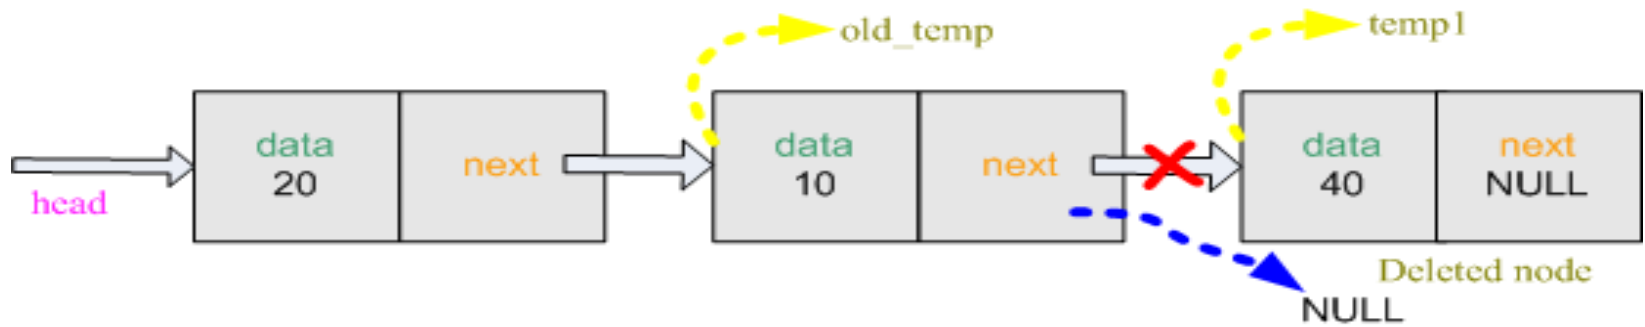 old_temp
temp1
head
data
20
next
data
10
next
data
40
next
NULL
Deleted node
NULL